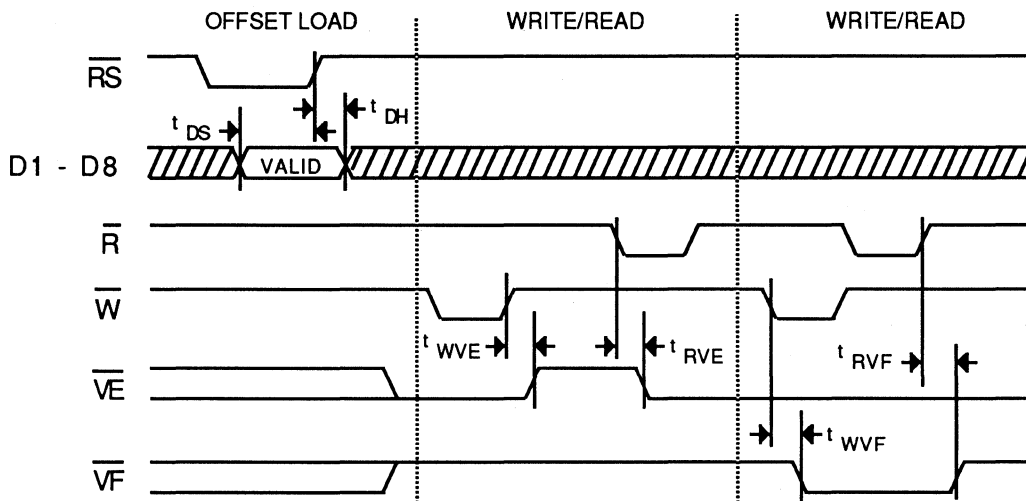 OFFSET LOAD WRITE/READ WRITE/READ
RS
t DS t DH
D1 - D8 VALID
R
W
t WVE t RVE t RVF
VE
t WVF
VF